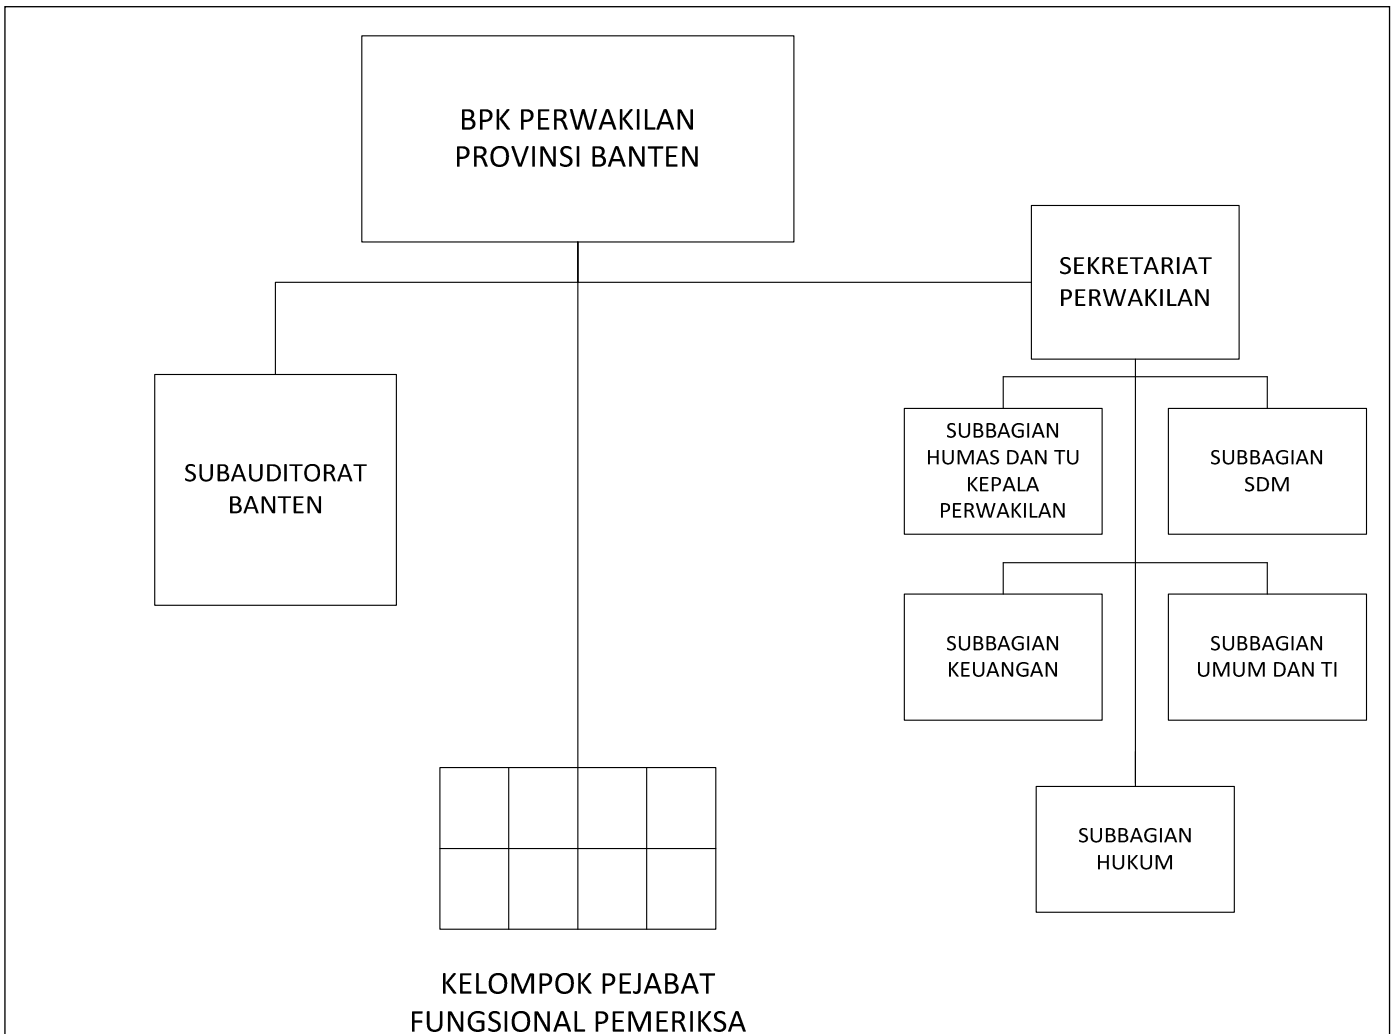 BPK PERWAKILAN
PROVINSI BANTEN
SEKRETARIAT
PERWAKILAN
SUBAUDITORAT
BANTEN
SUBBAGIAN
HUMAS DAN TU
KEPALA
PERWAKILAN
SUBBAGIAN
SDM
SUBBAGIAN
KEUANGAN
SUBBAGIAN
UMUM DAN TI
SUBBAGIAN
HUKUM
KELOMPOK PEJABAT
FUNGSIONAL PEMERIKSA